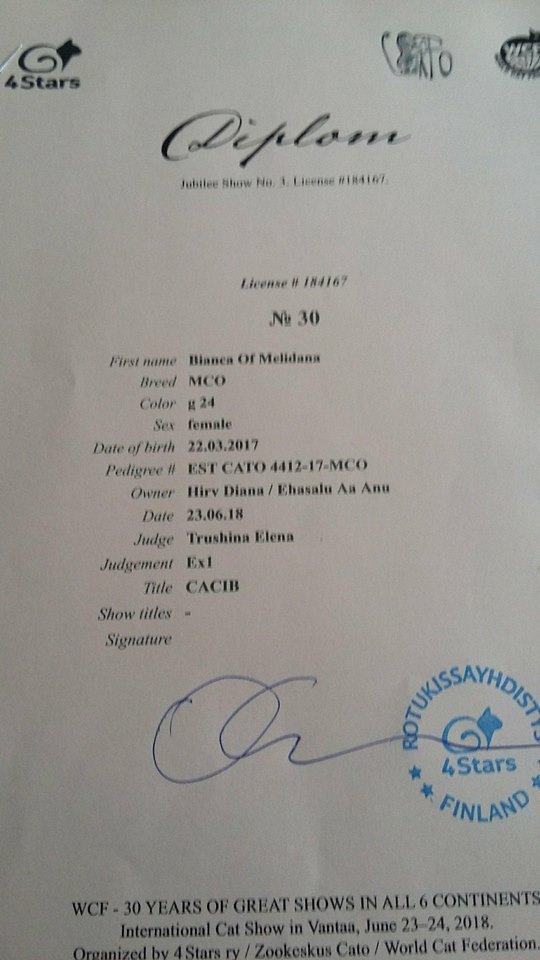 4Stars
CATO
WCF
Diplom
Jubilee Show No. 3. License #184167.
License # 184167
№ 30
First name Bianca Of Melidana
Breed MCO
Color g 24
Sex female
Date of birth 22.03.2017
Pedigree # EST CATO 4412-17-MCO
Owner Hirv Diana / Ehasalu Aa Anu
Date 23.06.18
Judge Trushina Elena
Judgement Ex1
Title CACIB
Show titles -
Signature
ROTUKISSAYHDISTYS
4Stars
FINLAND
WCF - 30 YEARS OF GREAT SHOWS IN ALL 6 CONTINENTS
International Cat Show in Vantaa, June 23-24, 2018.
Organized by 4 Stars ry / Zookeskus Cato / World Cat Federation.